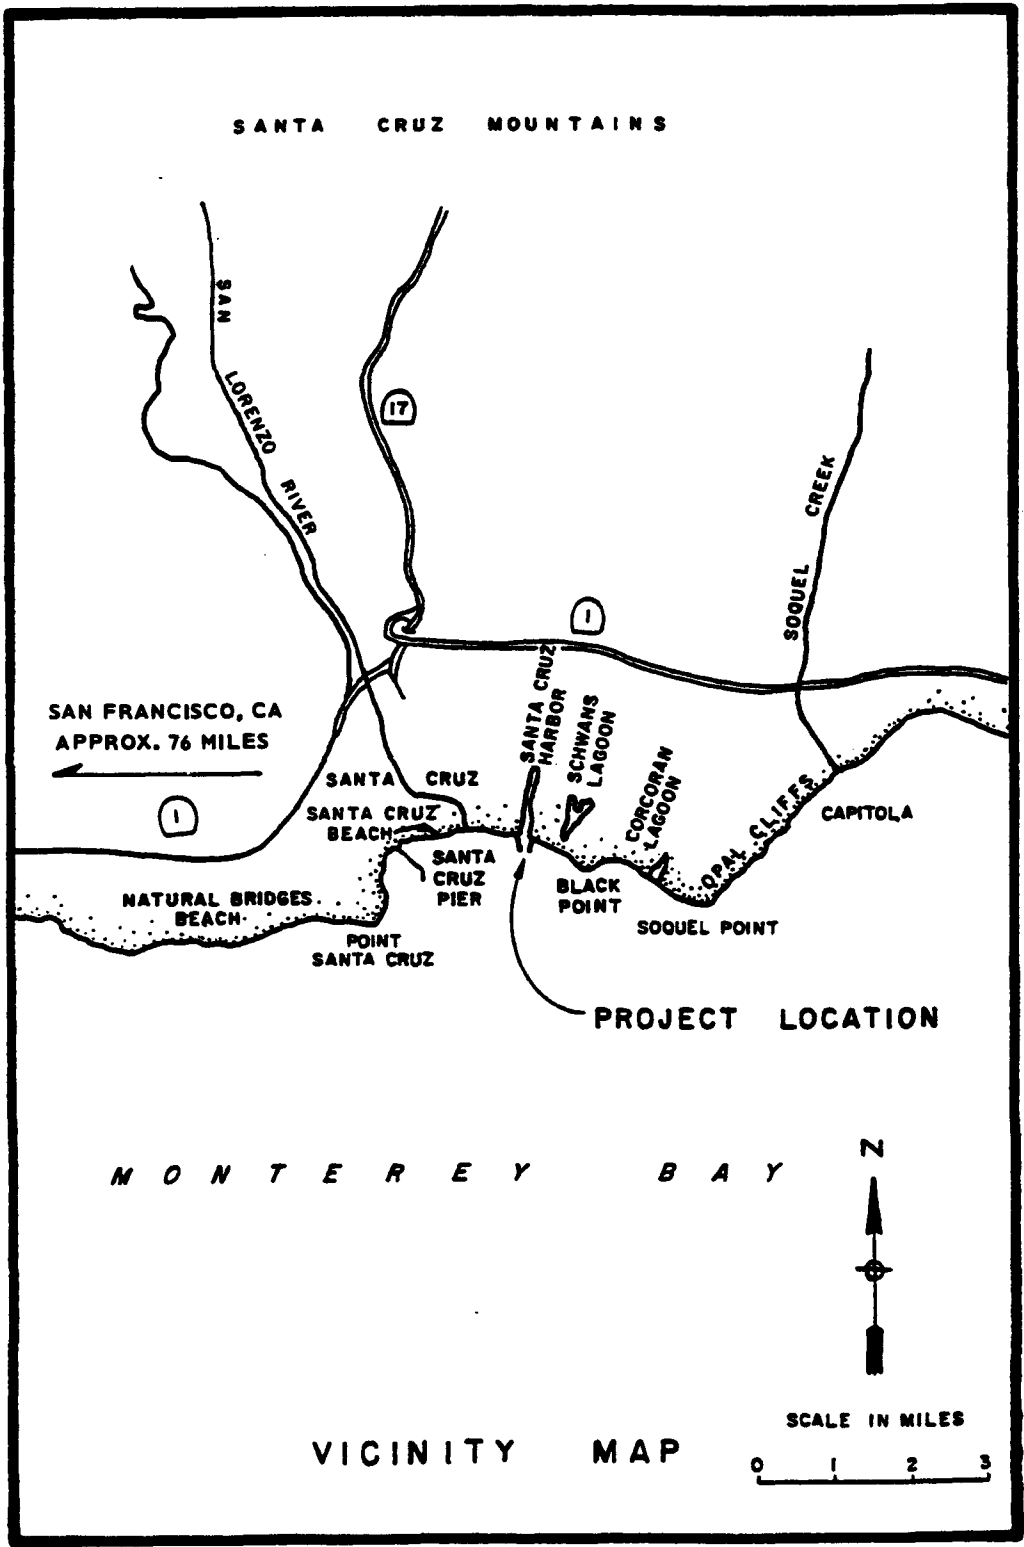 SANTA CRUZ MOUNTAINS
SAN
LORENZO
RIVER
17
CREEK
SOQUEL
1
SAN FRANCISCO, CA
APPROX. 76 MILES
1
SANTA CRUZ
HARBOR
SCHWANS
LAGOON
CORCORAN
LAGOON
SANTA CRUZ
SANTA CRUZ
BEACH
SANTA
CRUZ
PIER
OPAL CLIFFS
CAPITOLA
NATURAL BRIDGES
BEACH
BLACK
POINT
SOQUEL POINT
POINT
SANTA CRUZ
PROJECT LOCATION
MONTEREY BAY
N
SCALE IN MILES
0 1 2 3
VICINITY MAP